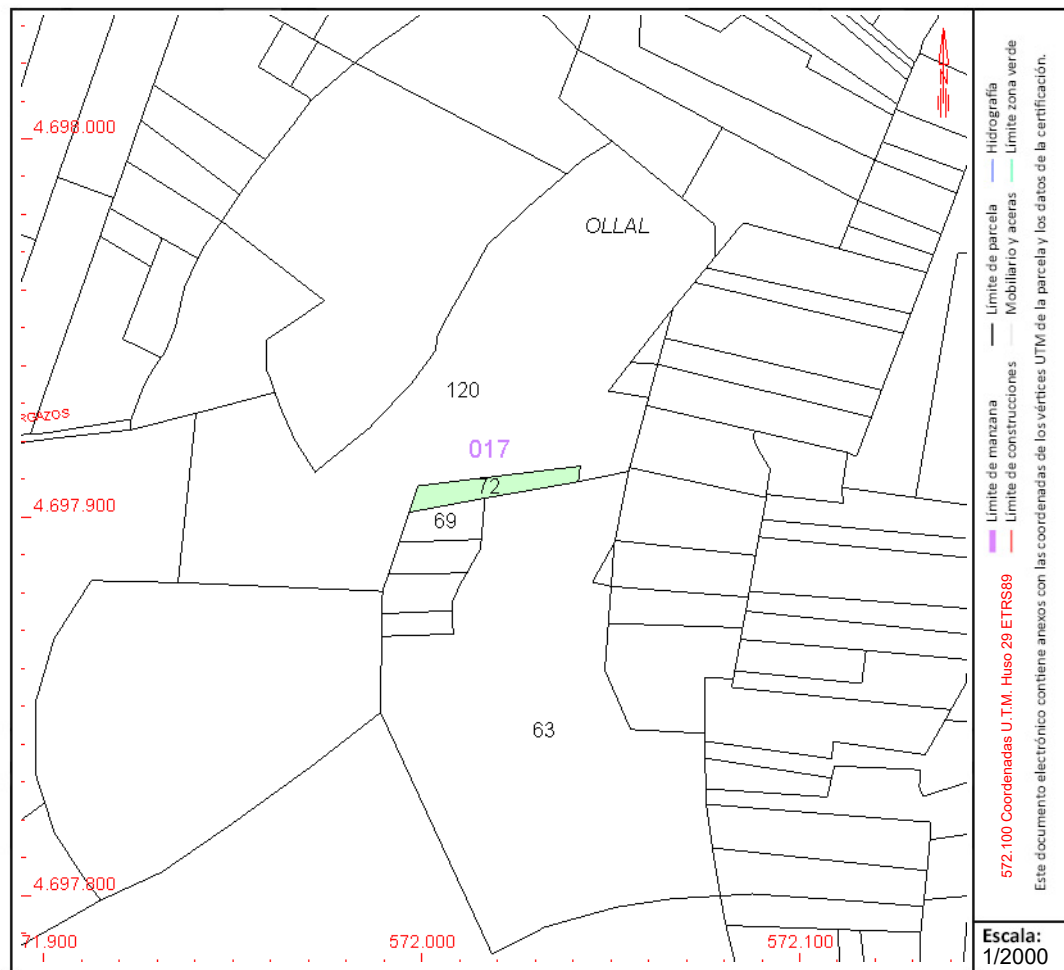 4.698.000
OLLAL
120
RGAZOS
017
72
4.697.900
69
63
4.697.800
71.900
572.000
572.100
Límite de manzana
Límite de parcela
Hidrografía
Límite de construcciones
Mobiliario y aceras
Límite zona verde
572.100 Coordenadas U.T.M. Huso 29 ETRS89
Este documento electrónico contiene anexos con las coordenadas de los vértices UTM de la parcela y los datos de la certificación.
Escala:
1/2000